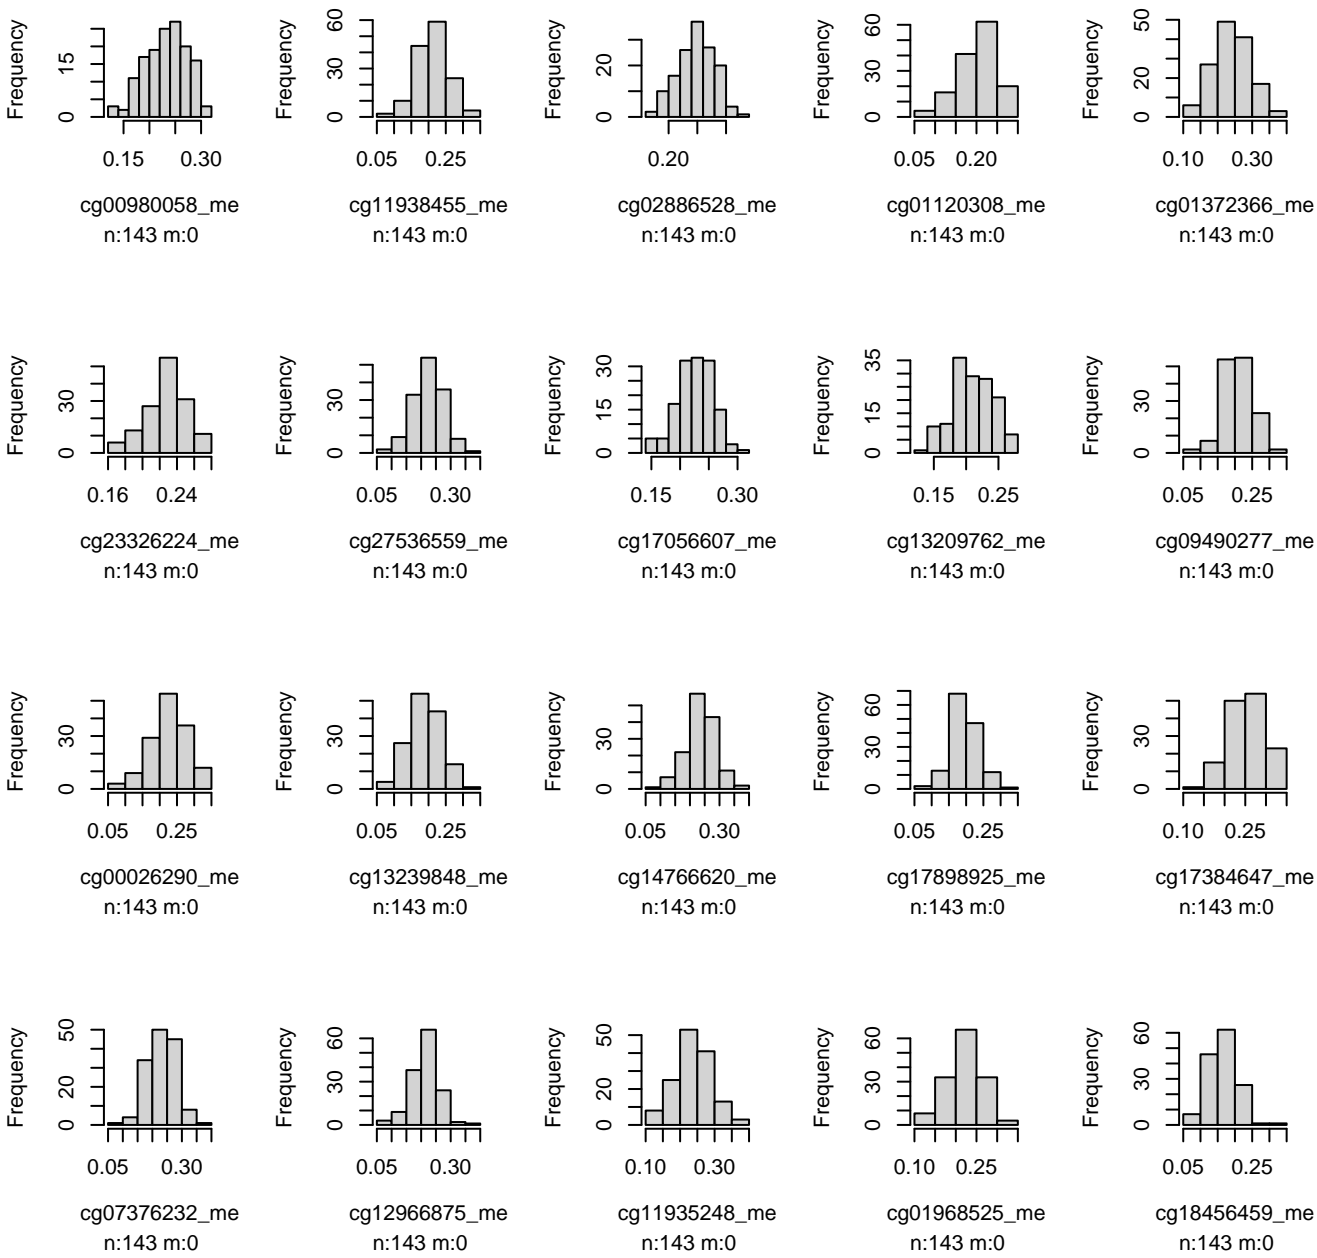 Frequency 0 15 0.15 0.30 cg00980058_me n:143 m:0
Frequency 0 30 60 0.05 0.25 cg11938455_me n:143 m:0
Frequency 0 20 0.20 cg02886528_me n:143 m:0
Frequency 0 30 60 0.05 0.20 cg01120308_me n:143 m:0
Frequency 0 20 50 0.10 0.30 cg01372366_me n:143 m:0
Frequency 0 30 0.16 0.24 cg23326224_me n:143 m:0
Frequency 0 30 0.05 0.30 cg27536559_me n:143 m:0
Frequency 0 15 30 0.15 0.30 cg17056607_me n:143 m:0
Frequency 0 15 35 0.15 0.25 cg13209762_me n:143 m:0
Frequency 0 30 0.05 0.25 cg09490277_me n:143 m:0
Frequency 0 30 0.05 0.25 cg00026290_me n:143 m:0
Frequency 0 30 0.05 0.25 cg13239848_me n:143 m:0
Frequency 0 30 0.05 0.30 cg14766620_me n:143 m:0
Frequency 0 30 60 0.05 0.25 cg17898925_me n:143 m:0
Frequency 0 30 0.10 0.25 cg17384647_me n:143 m:0
Frequency 0 20 50 0.05 0.30 cg07376232_me n:143 m:0
Frequency 0 30 60 0.05 0.30 cg12966875_me n:143 m:0
Frequency 0 20 50 0.10 0.30 cg11935248_me n:143 m:0
Frequency 0 30 60 0.10 0.25 cg01968525_me n:143 m:0
Frequency 0 30 60 0.05 0.25 cg18456459_me n:143 m:0